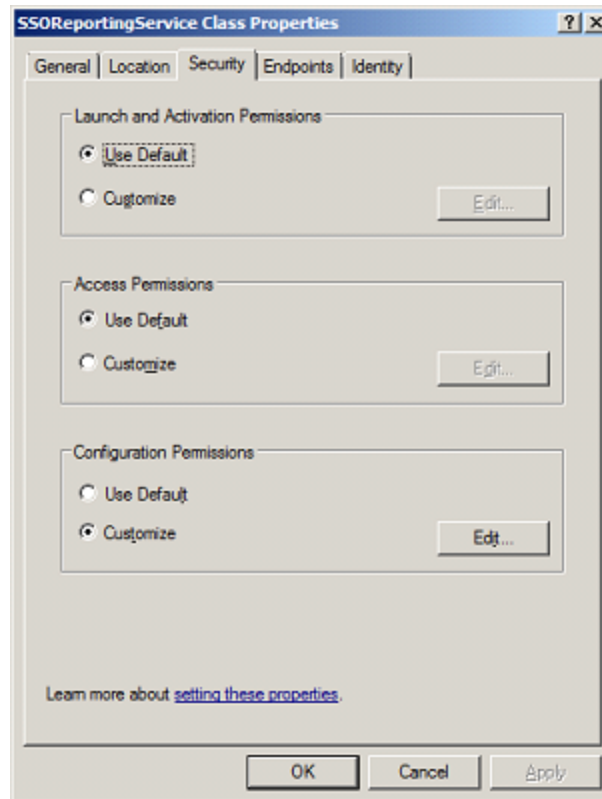 SSOReportingService Class Properties
General Location Security Endpoints Identity
Launch and Activation Permissions
Use Default
Customize
Edit...
Access Permissions
Use Default
Customize
Edit...
Configuration Permissions
Use Default
Customize
Edit...
Learn more about setting these properties.
OK Cancel Apply